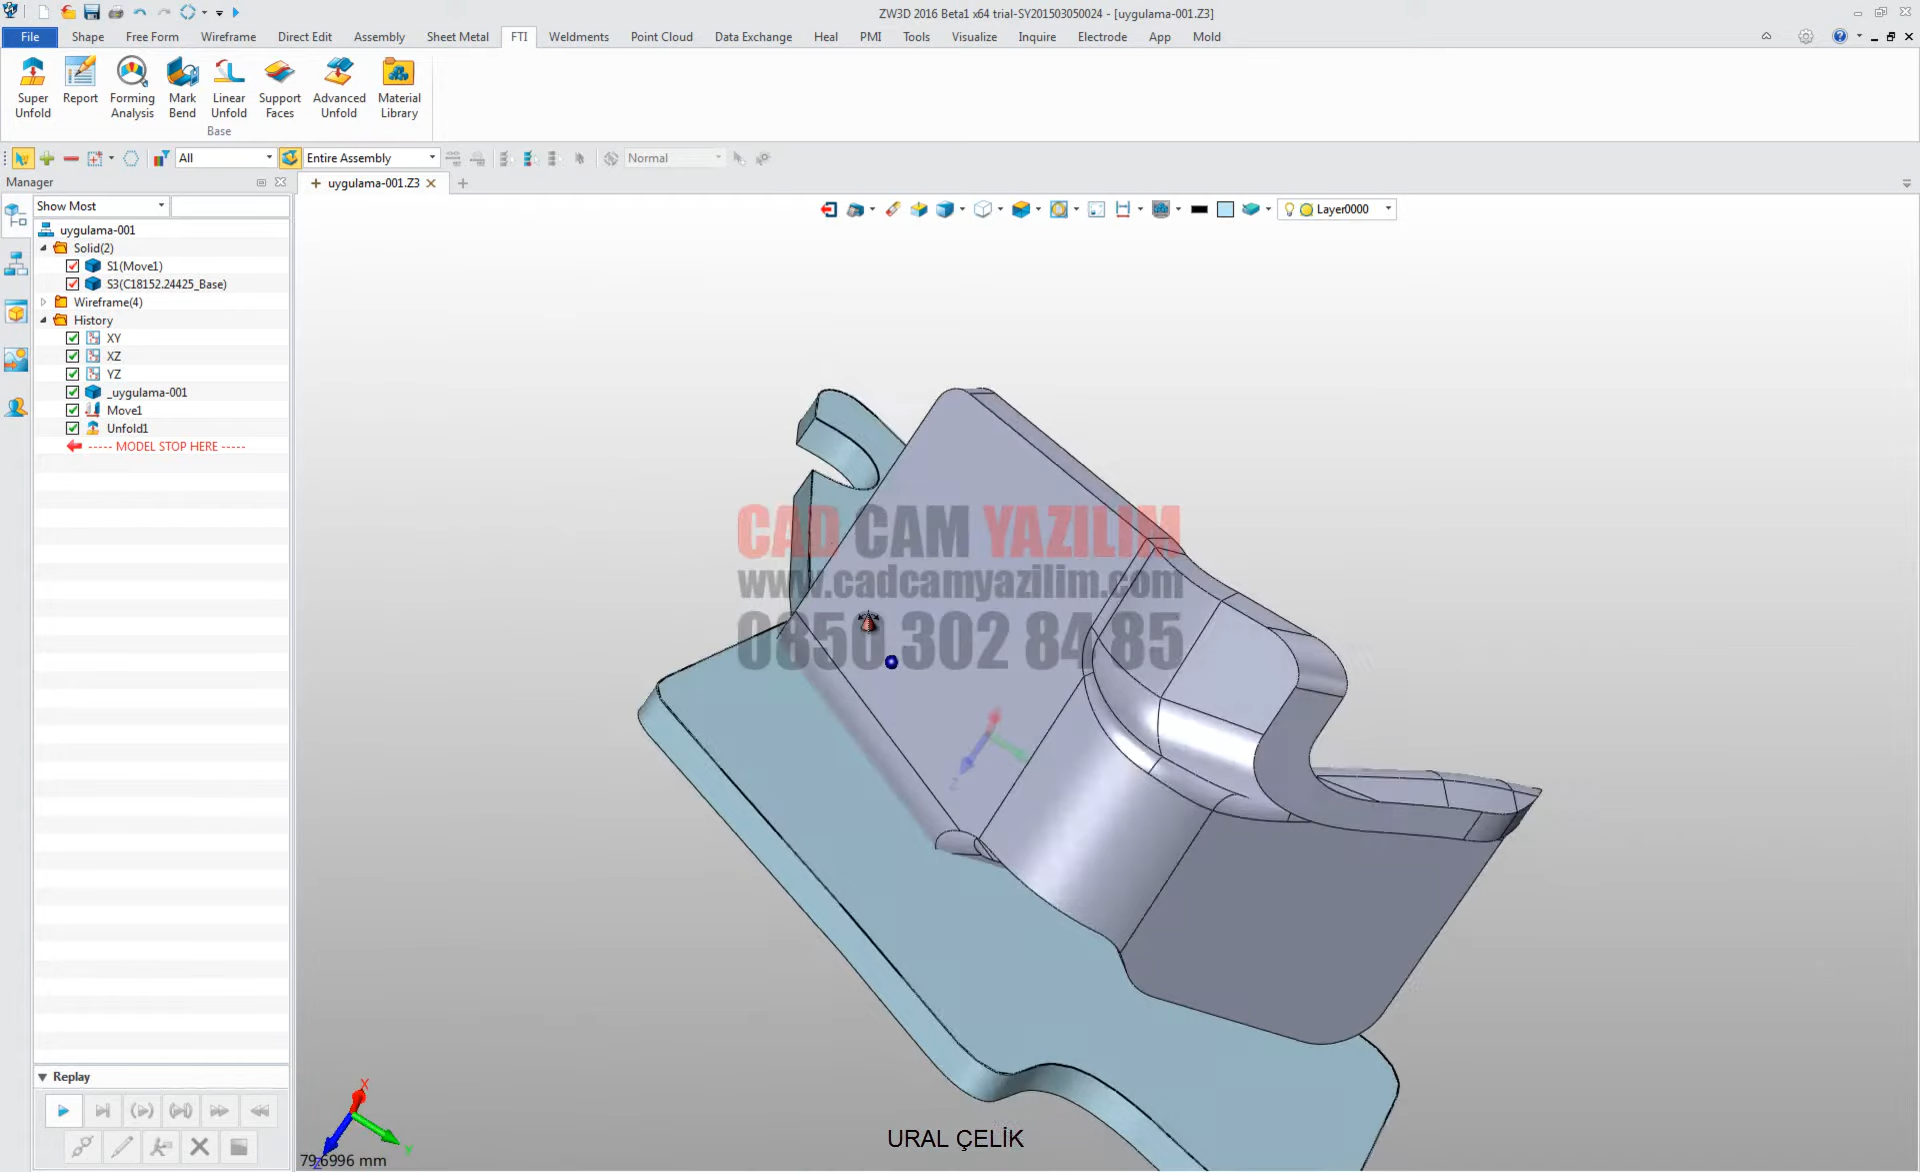 ZW3D 2016 Beta1 x64 trial-SY201503050024 - [uygulama-001.Z3]
File Shape Free Form Wireframe Direct Edit Assembly Sheet Metal FTI Weldments Point Cloud Data Exchange Heal PMI Tools Visualize Inquire Electrode App Mold
Super Unfold
Report
Forming Analysis
Mark Bend
Linear Unfold
Support Faces
Advanced Unfold
Material Library
Base
All
Entire Assembly
Normal
Manager
uygulama-001.Z3
Show Most
Layer0000
uygulama-001
Solid(2)
S1(Move1)
S3(C18152.24425_Base)
Wireframe(4)
History
XY
XZ
YZ
_uygulama-001
Move1
Unfold1
----- MODEL STOP HERE -----
CAD CAM YAZILIM
www.cadcamyazilim.com
0850 302 84 85
Replay
X
Y
Z
URAL ÇELİK